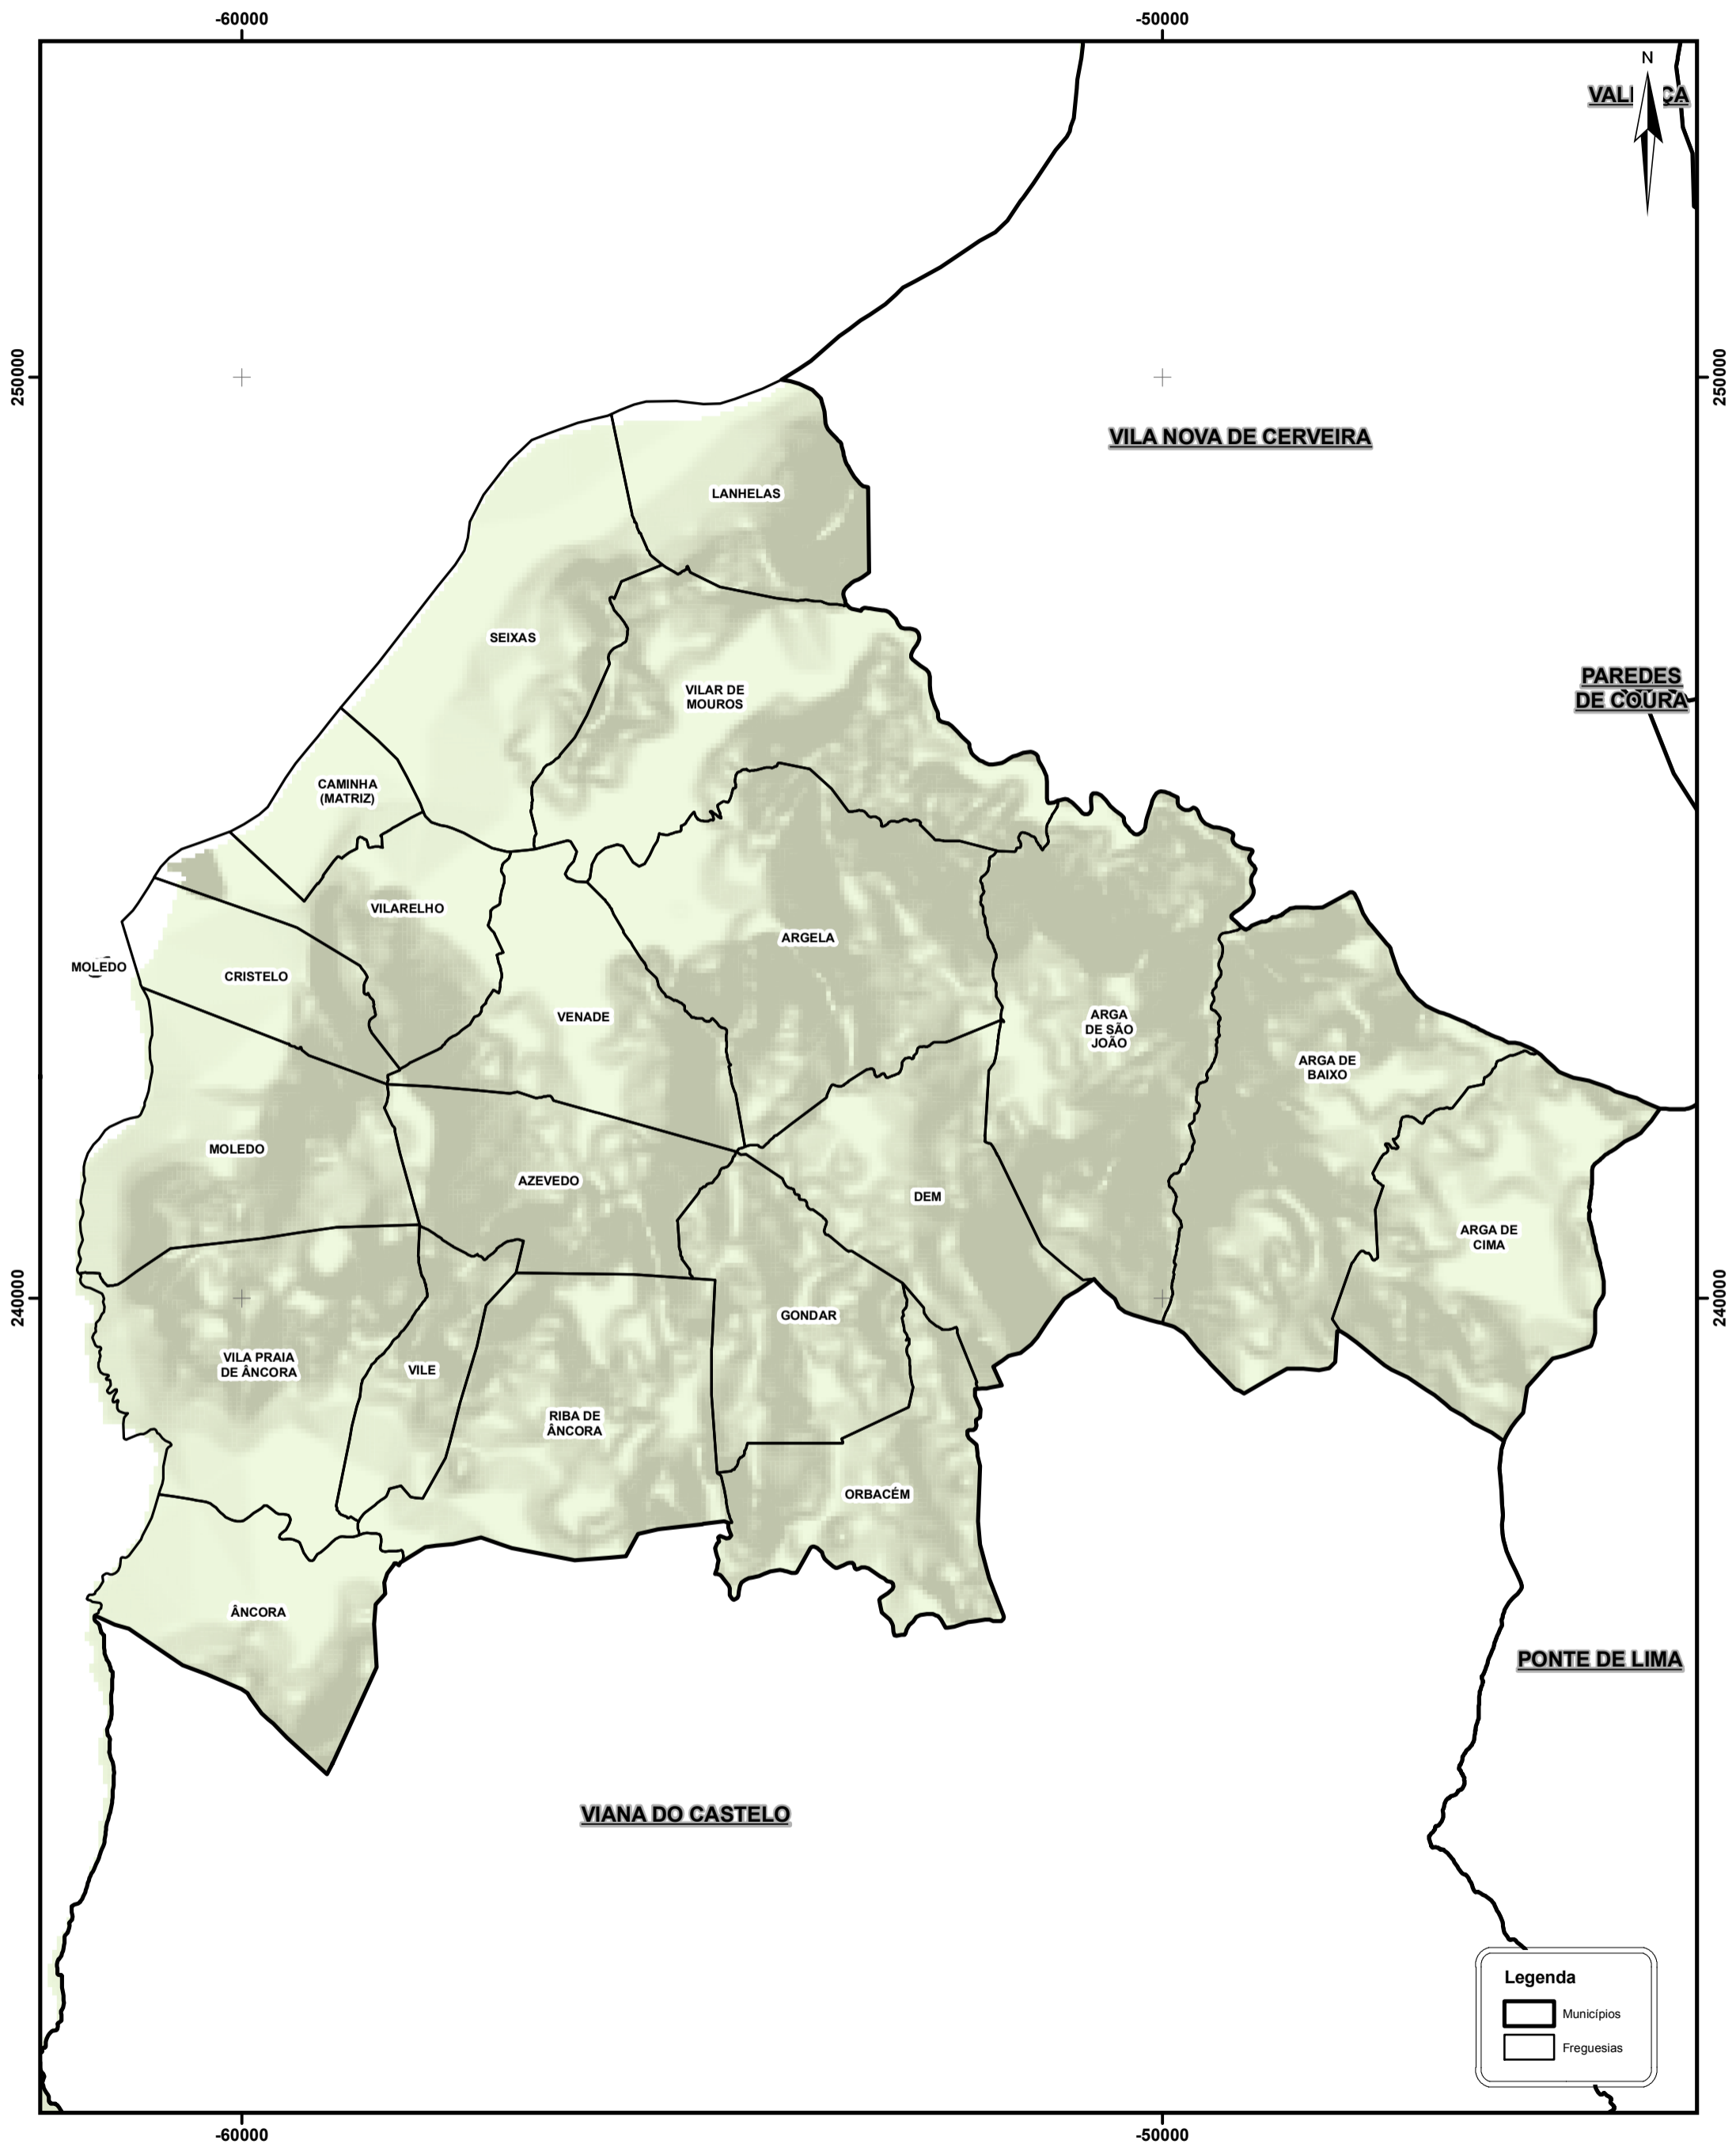 -60000
-50000
N
VALENÇA
250000
250000
VILA NOVA DE CERVEIRA
LANHELAS
SEIXAS
PAREDES
DE COURA
VILAR DE
MOUROS
CAMINHA
(MATRIZ)
VILARELHO
ARGELA
MOLEDO
CRISTELO
VENADE
ARGA
DE SÃO
JOÃO
ARGA DE
BAIXO
MOLEDO
AZEVEDO
DEM
ARGA DE
CIMA
240000
240000
GONDAR
VILA PRAIA
DE ÂNCORA
VILE
RIBA DE
ÂNCORA
ORBACÉM
ÂNCORA
PONTE DE LIMA
VIANA DO CASTELO
Legenda
Municípios
Freguesias
-60000
-50000